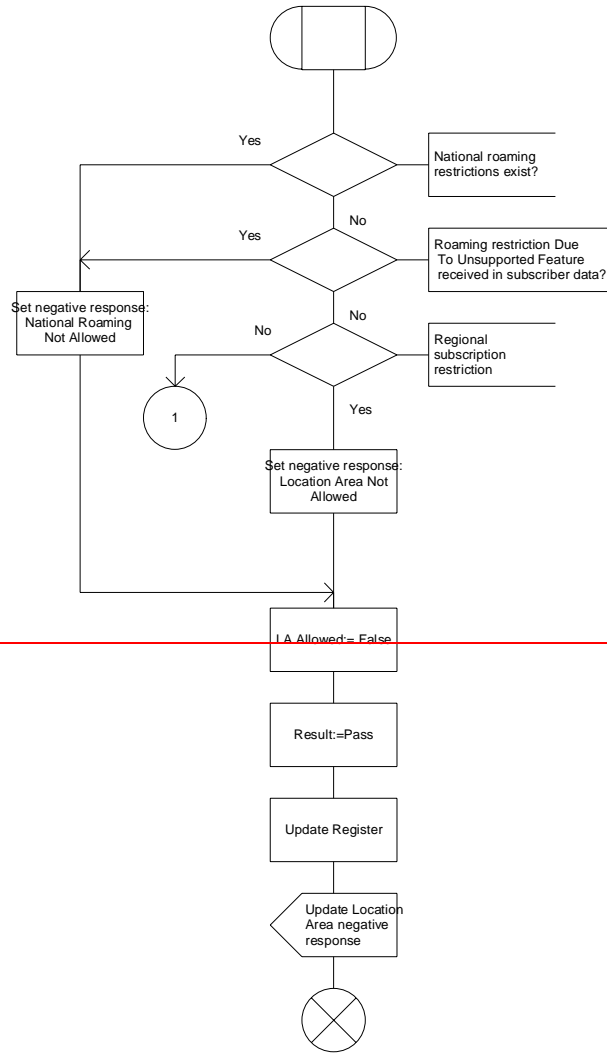 Yes
National roaming
restrictions exist?
No
Yes
Roaming restriction Due
To Unsupported Feature
received in subscriber data?
Set negative response:
National Roaming
Not Allowed
No
No
Regional
subscription
restriction
1
Yes
Set negative response:
Location Area Not
Allowed
LA Allowed:= False
Result:=Pass
Update Register
Update Location
Area negative
response